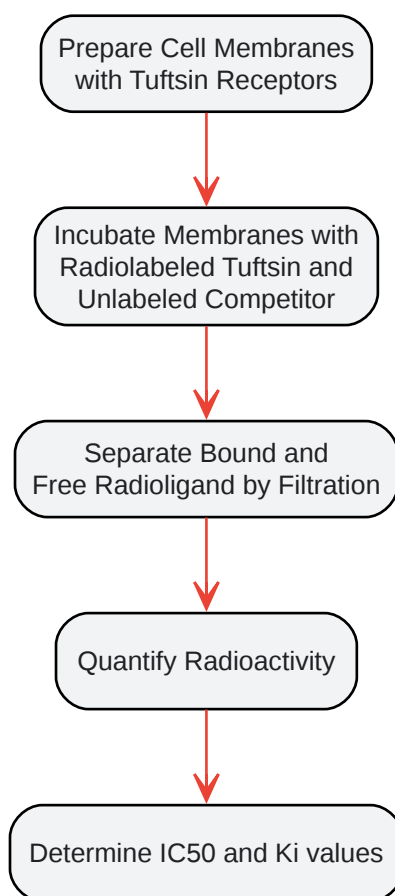 Prepare Cell Membranes
with Tuftsin Receptors
Incubate Membranes with
Radiolabeled Tuftsin and
Unlabeled Competitor
Separate Bound and
Free Radioligand by Filtration
Quantify Radioactivity
Determine IC50 and Ki values